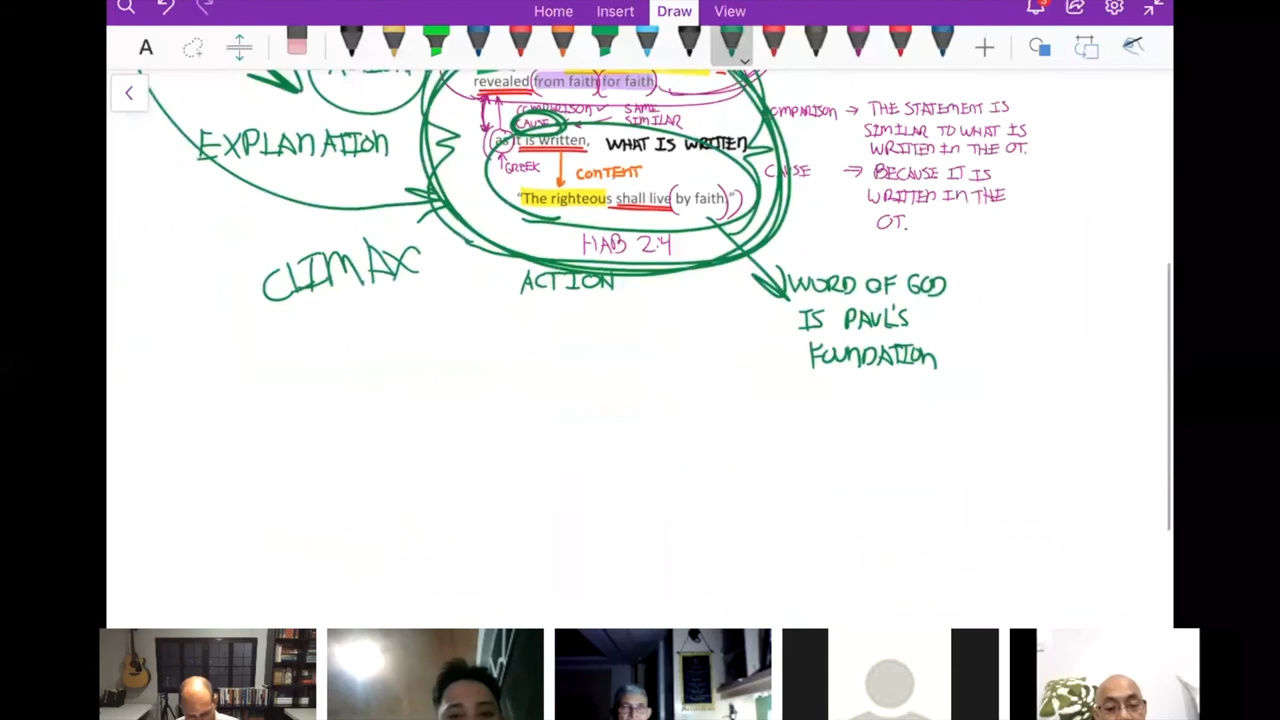 Home Insert Draw View
A
revealed (from faith)(for faith)
COMPARISON ✓ SAME
CAUSE ✓ SIMILAR
OMPARISON → THE STATEMENT IS
SIMILAR TO WHAT IS
WRITTEN IN THE OT.
EXPLANATION
(as) it is written, WHAT IS WRITTEN
GREEK
CONTENT
CAUSE → BECAUSE IT IS
WRITTEN IN THE
OT.
"The righteous shall live (by faith.")
HAB 2:4
CLIMAX
ACTION
WORD OF GOD
IS PAUL'S
FOUNDATION